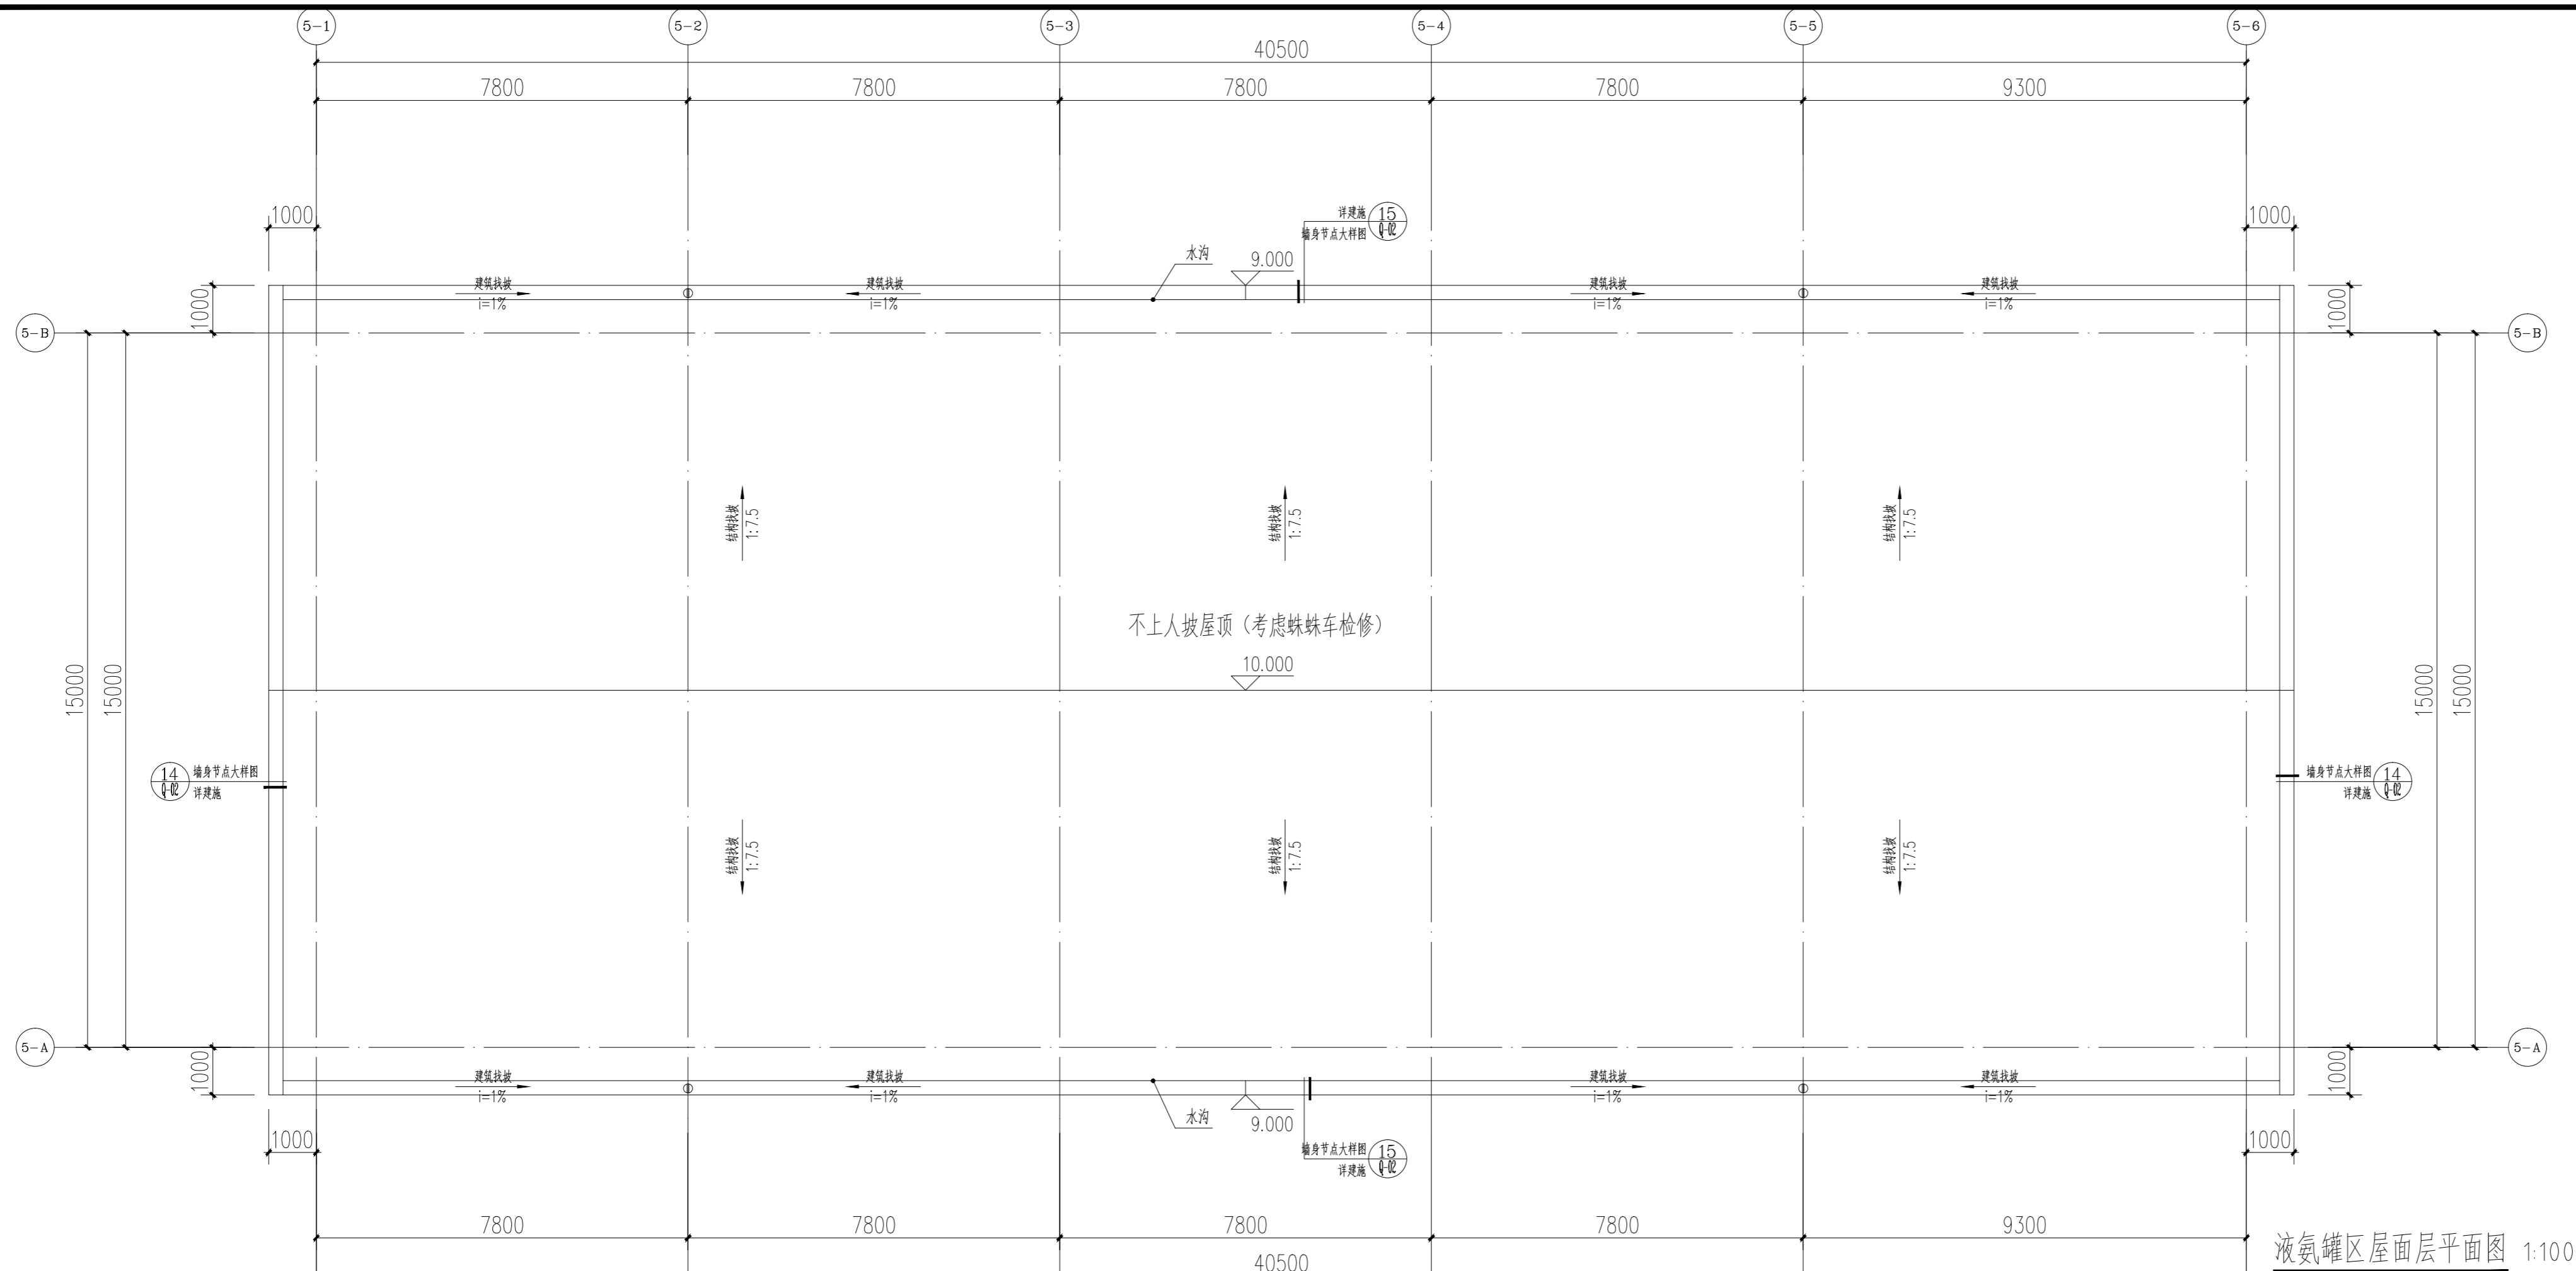 5-1
5-2
5-3
5-4
5-5
5-6
40500
7800
7800
7800
7800
9300
1000
1000
详建施
墙身节点大样图
15
Q-02
水沟
9.000
建筑找坡
i=1%
建筑找坡
i=1%
建筑找坡
i=1%
建筑找坡
i=1%
1000
1000
5-B
5-B
结构找坡
1:7.5
结构找坡
1:7.5
结构找坡
1:7.5
不上人坡屋顶（考虑蛛蛛车检修）
10.000
15000
15000
15000
15000
14
Q-02
墙身节点大样图
详建施
墙身节点大样图
详建施
14
Q-02
结构找坡
1:7.5
结构找坡
1:7.5
结构找坡
1:7.5
5-A
5-A
1000
1000
建筑找坡
i=1%
建筑找坡
i=1%
建筑找坡
i=1%
建筑找坡
i=1%
水沟
9.000
墙身节点大样图
详建施
15
Q-02
1000
1000
7800
7800
7800
7800
9300
40500
液氨罐区屋面层平面图 1:100